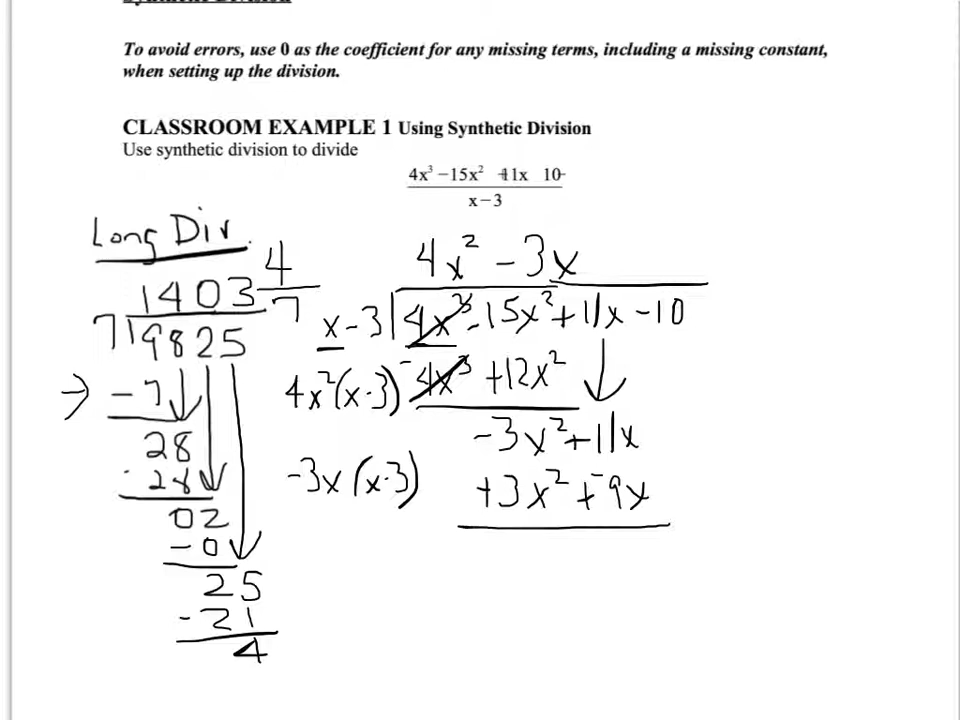 To avoid errors, use 0 as the coefficient for any missing terms, including a missing constant,
when setting up the division.
CLASSROOM EXAMPLE 1 Using Synthetic Division
Use synthetic division to divide
4x³ −15x² +11x 10-
x − 3
Long Div.
1403 4/7
7 9825
- 7
28
- 28
02
- 0
25
- 21
4
4x² - 3x
x - 3 4x³ - 15x² + 11x - 10
4x²(x-3) - 4x³ + 12x²
-3x² + 11x
-3x (x-3) +3x² + -9x